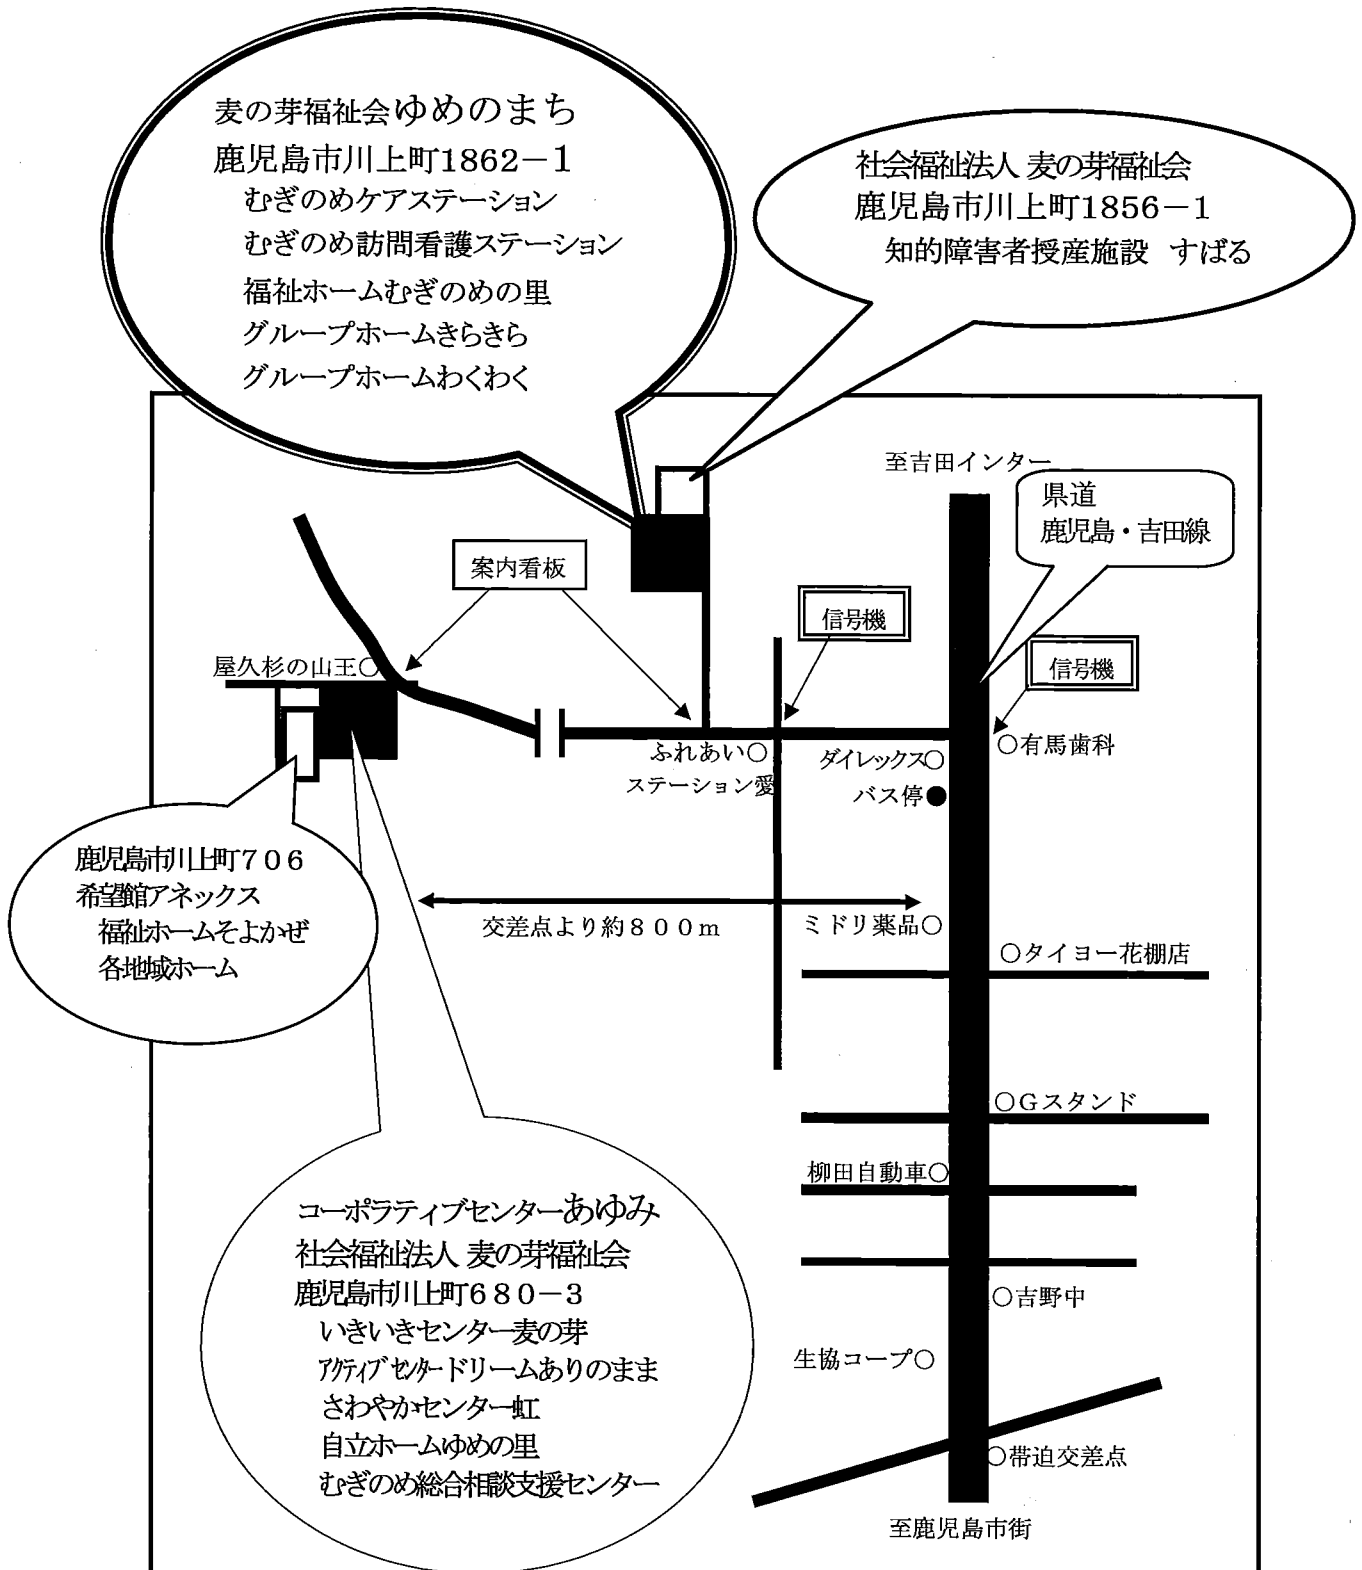 麦の芽福祉会ゆめのまち
鹿児島市川上町1862－1
むぎのめケアステーション
むぎのめ訪問看護ステーション
福祉ホームむぎのめの里
グループホームきらきら
グループホームわくわく
社会福祉法人 麦の芽福祉会
鹿児島市川上町1856－1
知的障害者授産施設 すばる
至吉田インター
県道
鹿児島・吉田線
案内看板
信号機
信号機
屋久杉の山王○
ふれあい○
ステーション愛
ダイレックス○
バス停●
○有馬歯科
鹿児島市川上町７０６
希望館アネックス
福祉ホームそよかぜ
各地域ホーム
交差点より約８００ｍ
ミドリ薬品○
○タイヨー花棚店
○Ｇスタンド
柳田自動車○
コーポラティブセンターあゆみ
社会福祉法人 麦の芽福祉会
鹿児島市川上町６８０－３
いきいきセンター麦の芽
ｱｸﾃｨﾌﾞｾﾝﾀｰドリームありのまま
さわやかセンター虹
自立ホームゆめの里
むぎのめ総合相談支援センター
○吉野中
生協コープ○
○帯迫交差点
至鹿児島市街